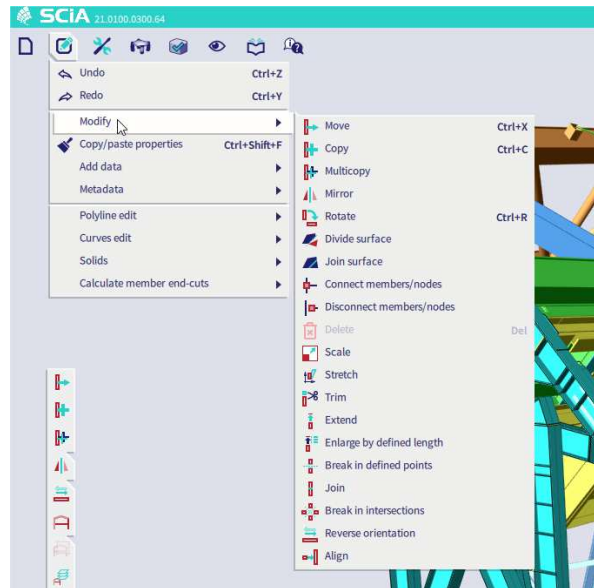 SCiA 21.0100.0300.64
Undo Ctrl+Z
Redo Ctrl+Y
Modify
Copy/paste properties Ctrl+Shift+F
Add data
Metadata
Polyline edit
Curves edit
Solids
Calculate member end-cuts
Move Ctrl+X
Copy Ctrl+C
Multicopy
Mirror
Rotate Ctrl+R
Divide surface
Join surface
Connect members/nodes
Disconnect members/nodes
Delete Del
Scale
Stretch
Trim
Extend
Enlarge by defined length
Break in defined points
Join
Break in intersections
Reverse orientation
Align